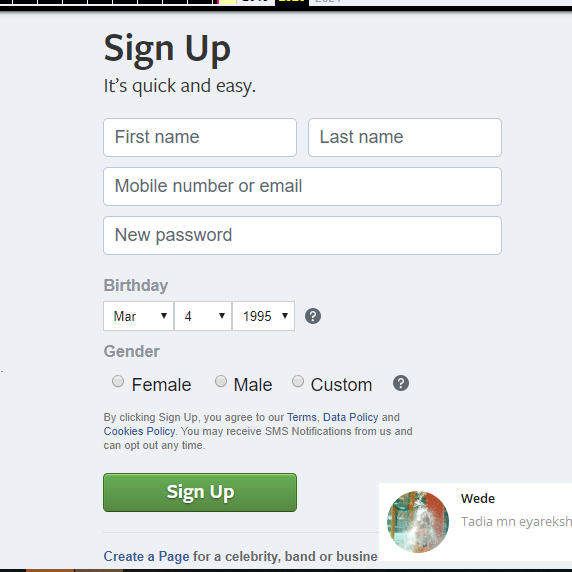 Sign Up
It's quick and easy.
First name Last name
Mobile number or email
New password
Birthday
Mar 4 1995 ?
Gender
Female Male Custom ?
By clicking Sign Up, you agree to our Terms, Data Policy and
Cookies Policy. You may receive SMS Notifications from us and
can opt out any time.
Sign Up
Wede
Tadia mn eyareksh
Create a Page for a celebrity, band or busine